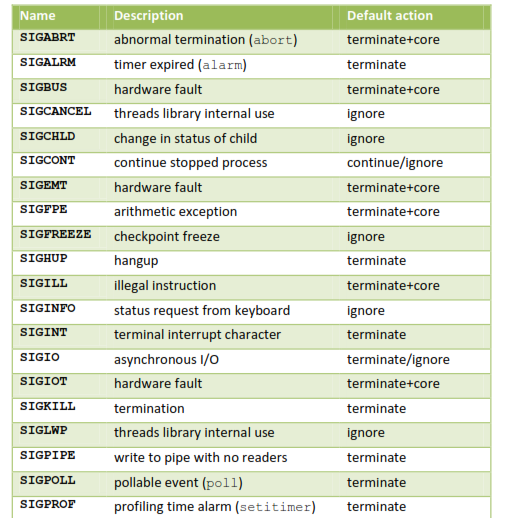 Name Description Default action
SIGABRT abnormal termination (abort) terminate+core
SIGALRM timer expired (alarm) terminate
SIGBUS hardware fault terminate+core
SIGCANCEL threads library internal use ignore
SIGCHLD change in status of child ignore
SIGCONT continue stopped process continue/ignore
SIGEMT hardware fault terminate+core
SIGFPE arithmetic exception terminate+core
SIGFREEZE checkpoint freeze ignore
SIGHUP hangup terminate
SIGILL illegal instruction terminate+core
SIGINFO status request from keyboard ignore
SIGINT terminal interrupt character terminate
SIGIO asynchronous I/O terminate/ignore
SIGIOT hardware fault terminate+core
SIGKILL termination terminate
SIGLWP threads library internal use ignore
SIGPIPE write to pipe with no readers terminate
SIGPOLL pollable event (poll) terminate
SIGPROF profiling time alarm (setitimer) terminate